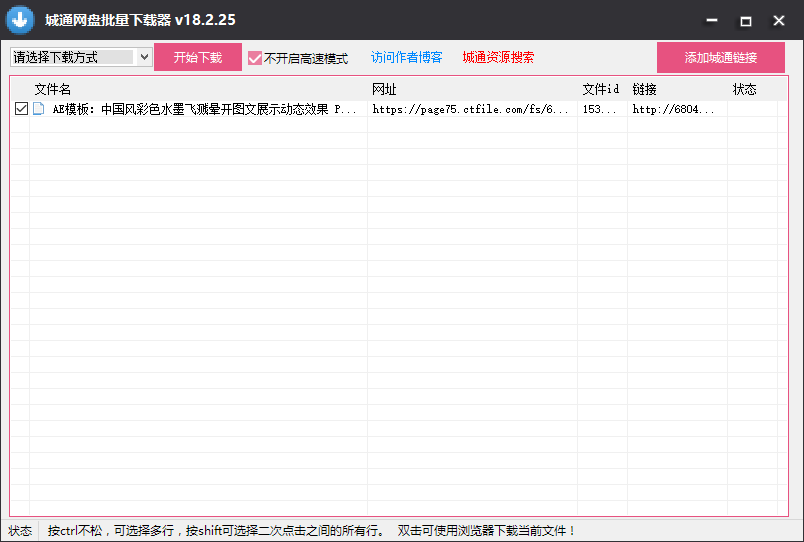 城通网盘批量下载器 v18.2.25
请选择下载方式 开始下载 不开启高速模式 访问作者博客 城通资源搜索 添加城通链接
文件名 网址 文件id 链接 状态
AE模板：中国风彩色水墨飞溅晕开图文展示动态效果 P... https://page75.ctfile.com/fs/6... 153... http://6804...
状态 按ctrl不松，可选择多行，按shift可选择二次点击之间的所有行。 双击可使用浏览器下载当前文件！